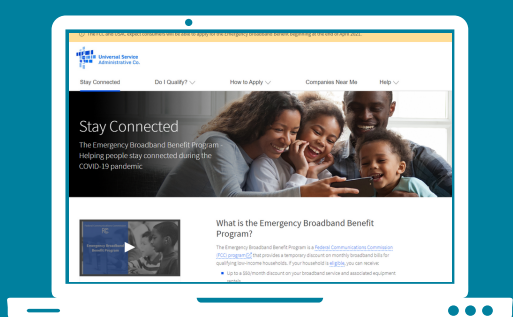 The FCC and USAC expect consumers will be able to apply for the Emergency Broadband Benefit beginning at the end of April 2021.
Universal Service
Administrative Co.
Stay Connected Do I Qualify? How to Apply Companies Near Me Help
Stay Connected
The Emergency Broadband Benefit Program -
Helping people stay connected during the
COVID-19 pandemic
What is the Emergency Broadband Benefit
Program?
Emergency Broadband
Benefit Program
The Emergency Broadband Benefit Program is a Federal Communications Commission
(FCC) program that provides a temporary discount on monthly broadband bills for
qualifying low-income households. If your household is eligible, you can receive:
Up to a $50/month discount on your broadband service and associated equipment